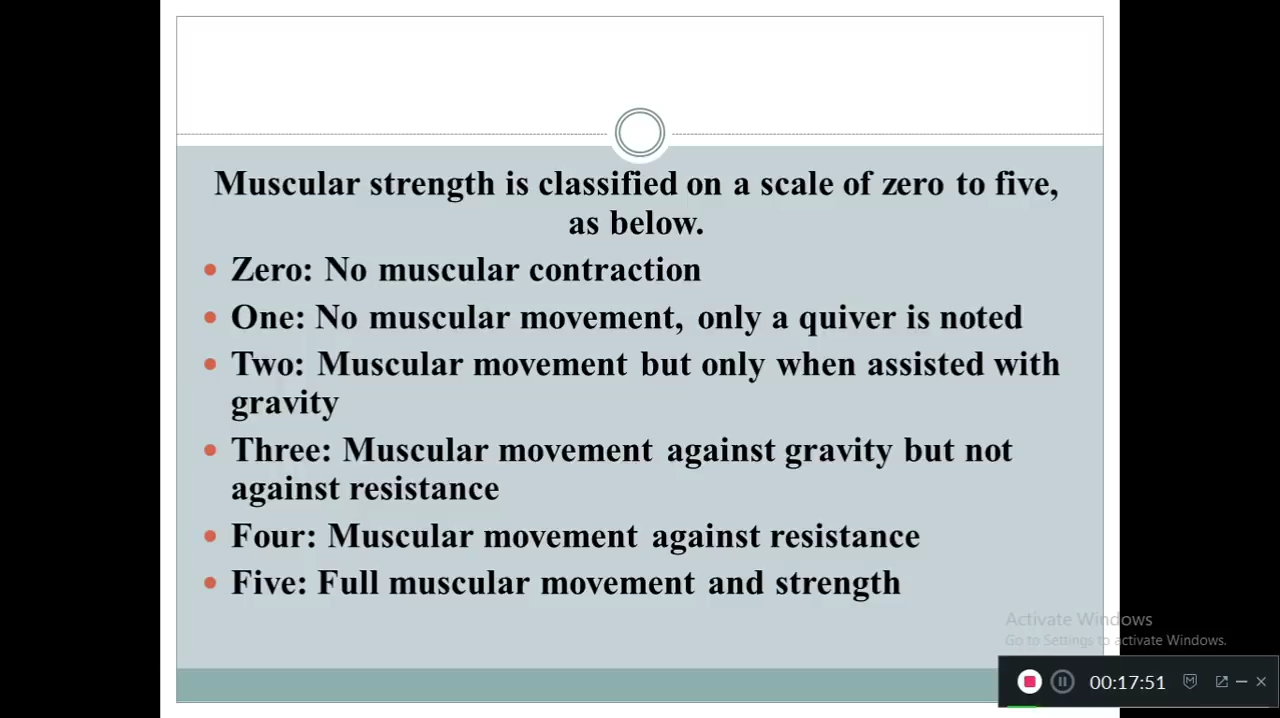 Muscular strength is classified on a scale of zero to five,
as below.
• Zero: No muscular contraction
• One: No muscular movement, only a quiver is noted
• Two: Muscular movement but only when assisted with
gravity
• Three: Muscular movement against gravity but not
against resistance
• Four: Muscular movement against resistance
• Five: Full muscular movement and strength
Activate Windows
Go to Settings to activate Windows.
00:17:51